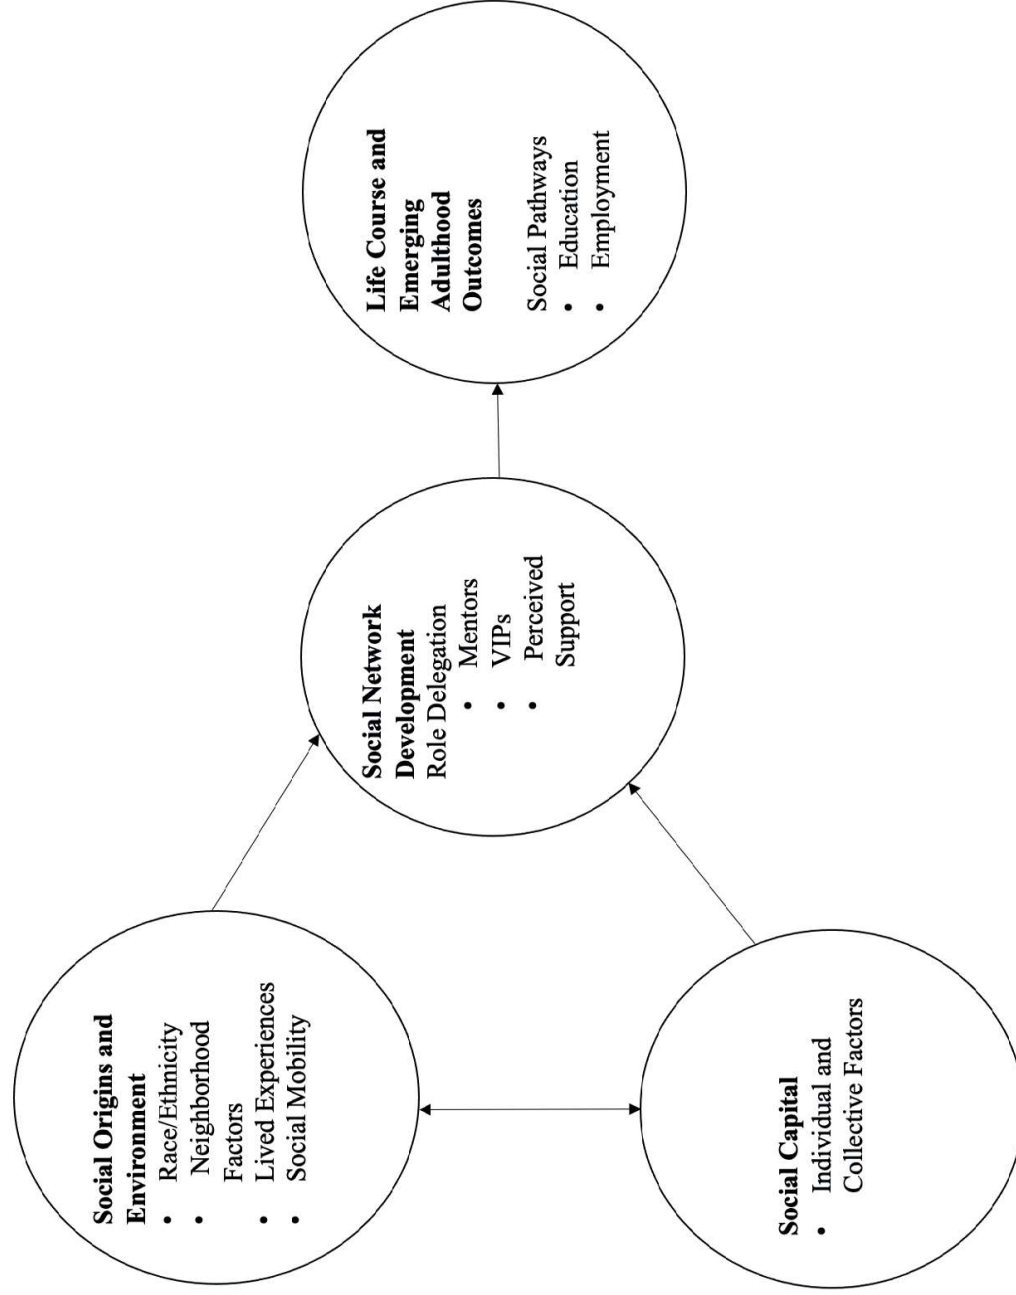 Social Origins and
Environment
• Race/Ethnicity
• Neighborhood
Factors
• Lived Experiences
• Social Mobility
Social Capital
• Individual and
Collective Factors
Social Network
Development
Role Delegation
• Mentors
• VIPs
• Perceived
Support
Life Course and
Emerging
Adulthood
Outcomes
Social Pathways
• Education
• Employment